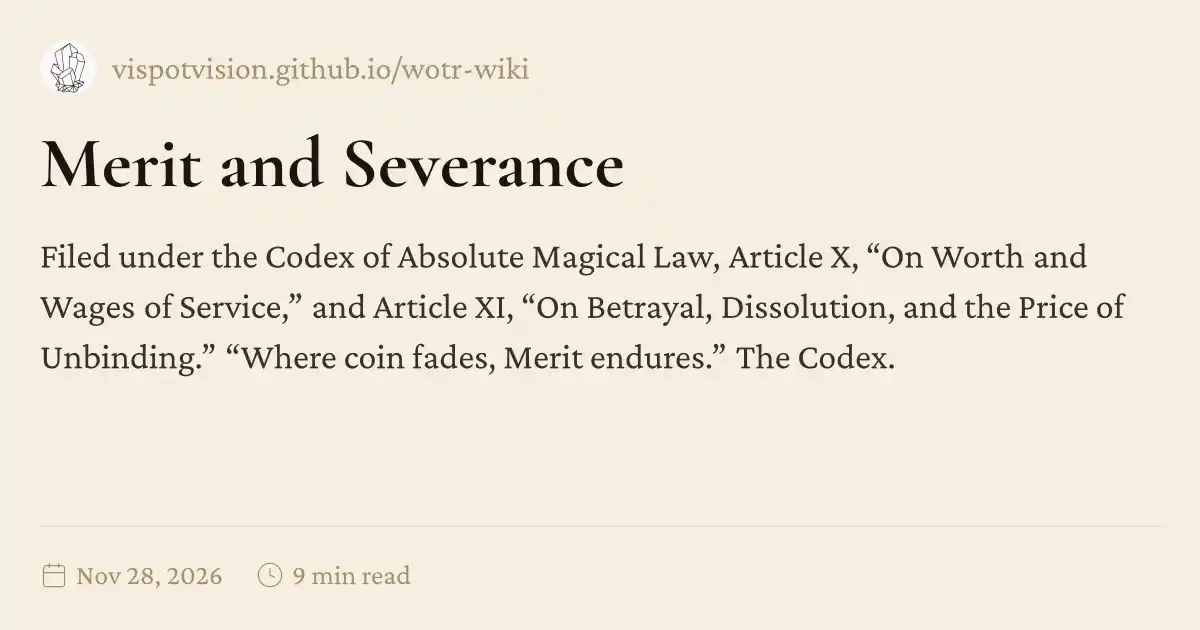 vispotvision.github.io/wotr-wiki
Merit and Severance
Filed under the Codex of Absolute Magical Law, Article X, “On Worth and
Wages of Service,” and Article XI, “On Betrayal, Dissolution, and the Price of
Unbinding.” “Where coin fades, Merit endures.” The Codex.
Nov 28, 2026 9 min read